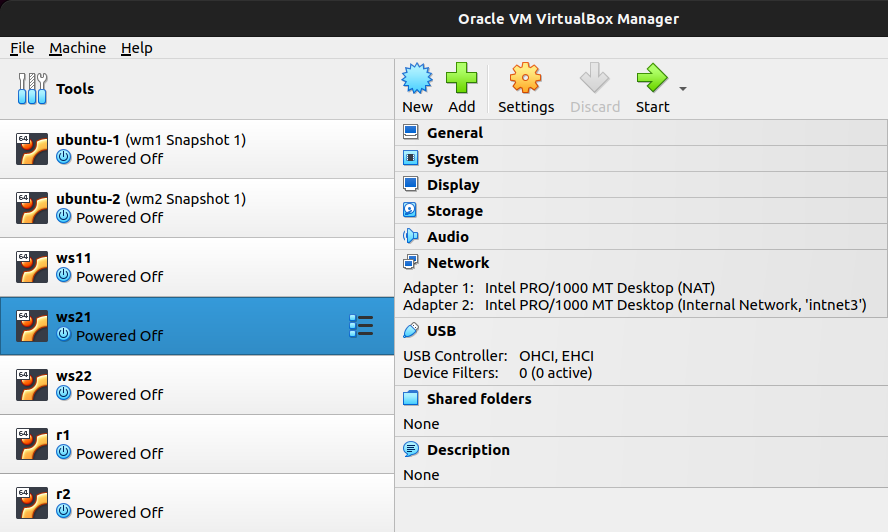 Oracle VM VirtualBox Manager
File Machine Help
Tools
New Add Settings Discard Start
64
ubuntu-1 (wm1 Snapshot 1)
Powered Off
64
ubuntu-2 (wm2 Snapshot 1)
Powered Off
64
ws11
Powered Off
64
ws21
Powered Off
64
ws22
Powered Off
64
r1
Powered Off
64
r2
Powered Off
General
System
Display
Storage
Audio
Network
Adapter 1: Intel PRO/1000 MT Desktop (NAT)
Adapter 2: Intel PRO/1000 MT Desktop (Internal Network, 'intnet3')
USB
USB Controller: OHCI, EHCI
Device Filters: 0 (0 active)
Shared folders
None
Description
None